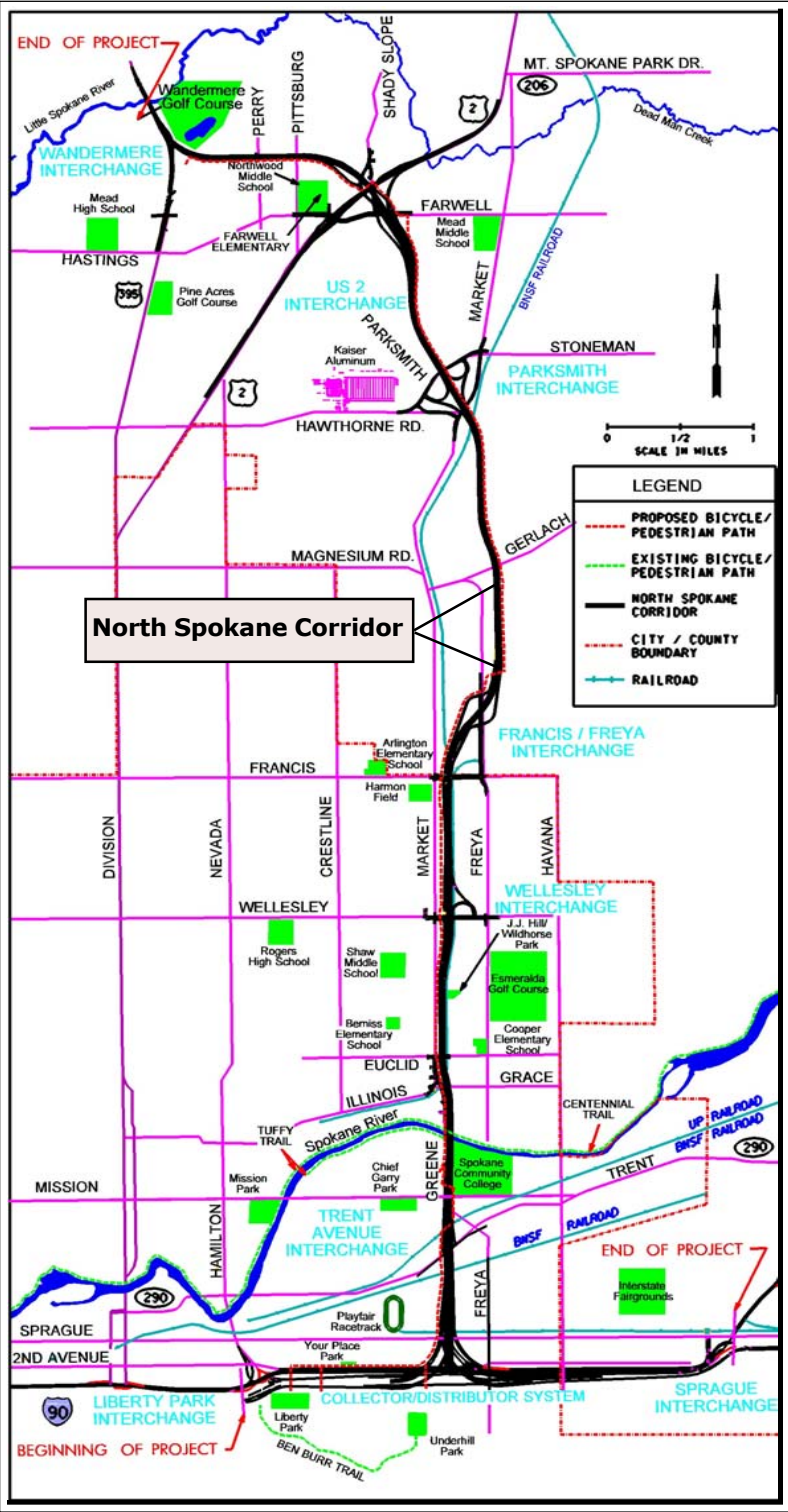 END OF PROJECT
SHADY SLOPE
PITTSBURG
PERRY
MT. SPOKANE PARK DR.
206
2
Little Spokane River
Wandermere
Golf Course
Dead Man Creek
WANDERMERE
INTERCHANGE
Northwood
Middle
School
Mead
High School
FARWELL
ELEMENTARY
FARWELL
Mead
Middle
School
HASTINGS
395
Pine Acres
Golf Course
US 2
INTERCHANGE
MARKET
BNSF RAILROAD
N
PARKSMITH
Kaiser
Aluminum
STONEMAN
PARKSMITH
INTERCHANGE
2
HAWTHORNE RD.
0 1/2 1
SCALE IN MILES
LEGEND
PROPOSED BICYCLE/
PEDESTRIAN PATH
EXISTING BICYCLE/
PEDESTRIAN PATH
NORTH SPOKANE
CORRIDOR
CITY / COUNTY
BOUNDARY
RAILROAD
GERLACH
MAGNESIUM RD.
North Spokane Corridor
FRANCIS / FREYA
INTERCHANGE
Arlington
Elementary
School
FRANCIS
Harmon
Field
DIVISION
NEVADA
CRESTLINE
MARKET
FREYA
HAVANA
WELLESLEY
INTERCHANGE
WELLESLEY
J.J. Hill/
Wildhorse
Park
Rogers
High School
Shaw
Middle
School
Esmeralda
Golf Course
Bemiss
Elementary
School
Cooper
Elementary
School
EUCLID
GRACE
ILLINOIS
CENTENNIAL
TRAIL
TUFFY
TRAIL
Spokane River
UP RAILROAD
BNSF RAILROAD
290
TRENT
GREENE
Spokane
Community
College
Chief
Garry
Park
Mission
Park
MISSION
TRENT
AVENUE
INTERCHANGE
HAMILTON
BNSF RAILROAD
END OF PROJECT
290
FREYA
Interstate
Fairgrounds
Playfair
Racetrack
SPRAGUE
Your Place
Park
2ND AVENUE
LIBERTY PARK
INTERCHANGE
COLLECTOR/DISTRIBUTOR SYSTEM
SPRAGUE
INTERCHANGE
90
Liberty
Park
Underhill
Park
BEGINNING OF PROJECT
BEN BURR TRAIL